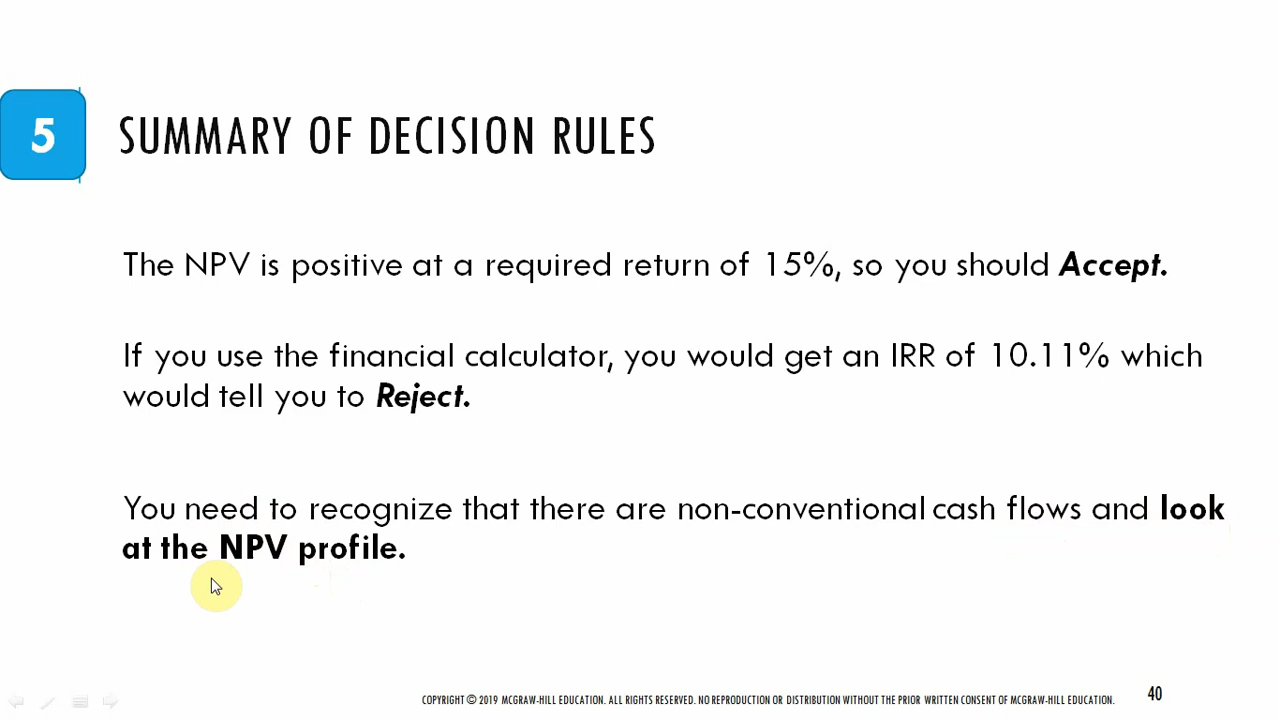 5
SUMMARY OF DECISION RULES
The NPV is positive at a required return of 15%, so you should Accept.
If you use the financial calculator, you would get an IRR of 10.11% which
would tell you to Reject.
You need to recognize that there are non-conventional cash flows and look
at the NPV profile.
COPYRIGHT © 2019 MCGRAW-HILL EDUCATION. ALL RIGHTS RESERVED. NO REPRODUCTION OR DISTRIBUTION WITHOUT THE PRIOR WRITTEN CONSENT OF MCGRAW-HILL EDUCATION.
40